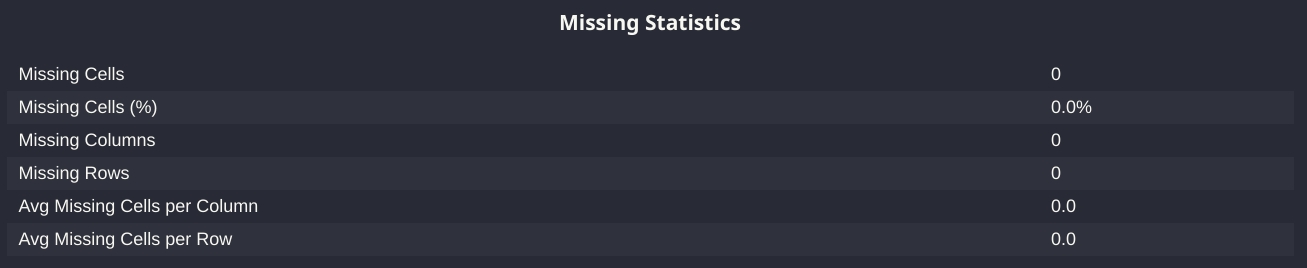 Missing Statistics
Missing Cells 0
Missing Cells (%) 0.0%
Missing Columns 0
Missing Rows 0
Avg Missing Cells per Column 0.0
Avg Missing Cells per Row 0.0